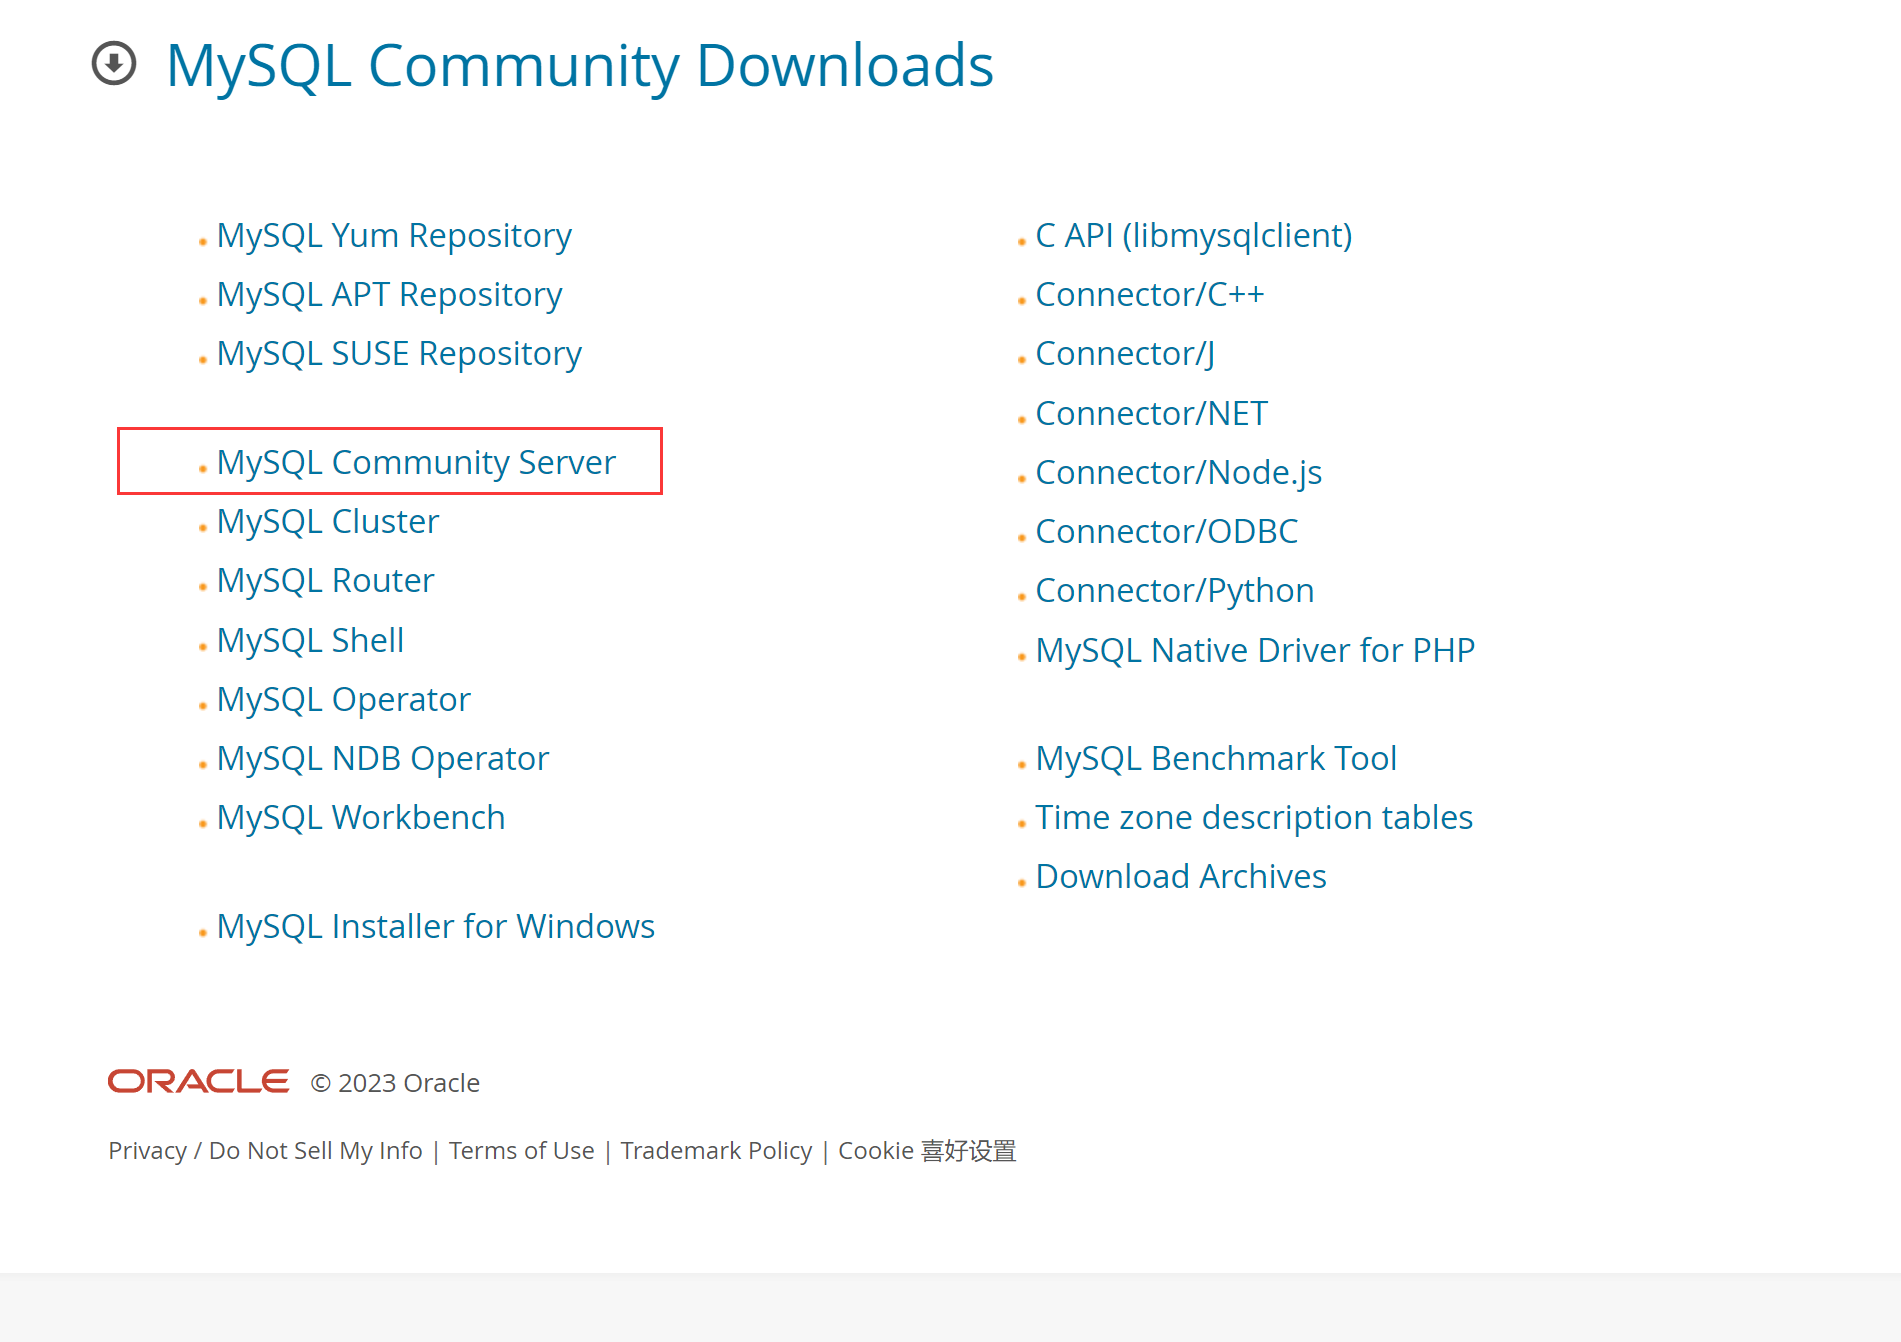 MySQL Community Downloads
MySQL Yum Repository
MySQL APT Repository
MySQL SUSE Repository
MySQL Community Server
MySQL Cluster
MySQL Router
MySQL Shell
MySQL Operator
MySQL NDB Operator
MySQL Workbench
MySQL Installer for Windows
C API (libmysqlclient)
Connector/C++
Connector/J
Connector/NET
Connector/Node.js
Connector/ODBC
Connector/Python
MySQL Native Driver for PHP
MySQL Benchmark Tool
Time zone description tables
Download Archives
ORACLE © 2023 Oracle
Privacy / Do Not Sell My Info | Terms of Use | Trademark Policy | Cookie 喜好设置